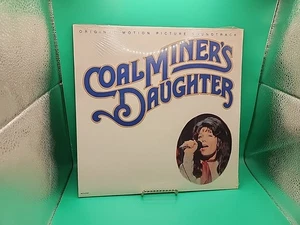 ORIGINAL MOTION PICTURE SOUNDTRACK
COAL MINER'S
DAUGHTER